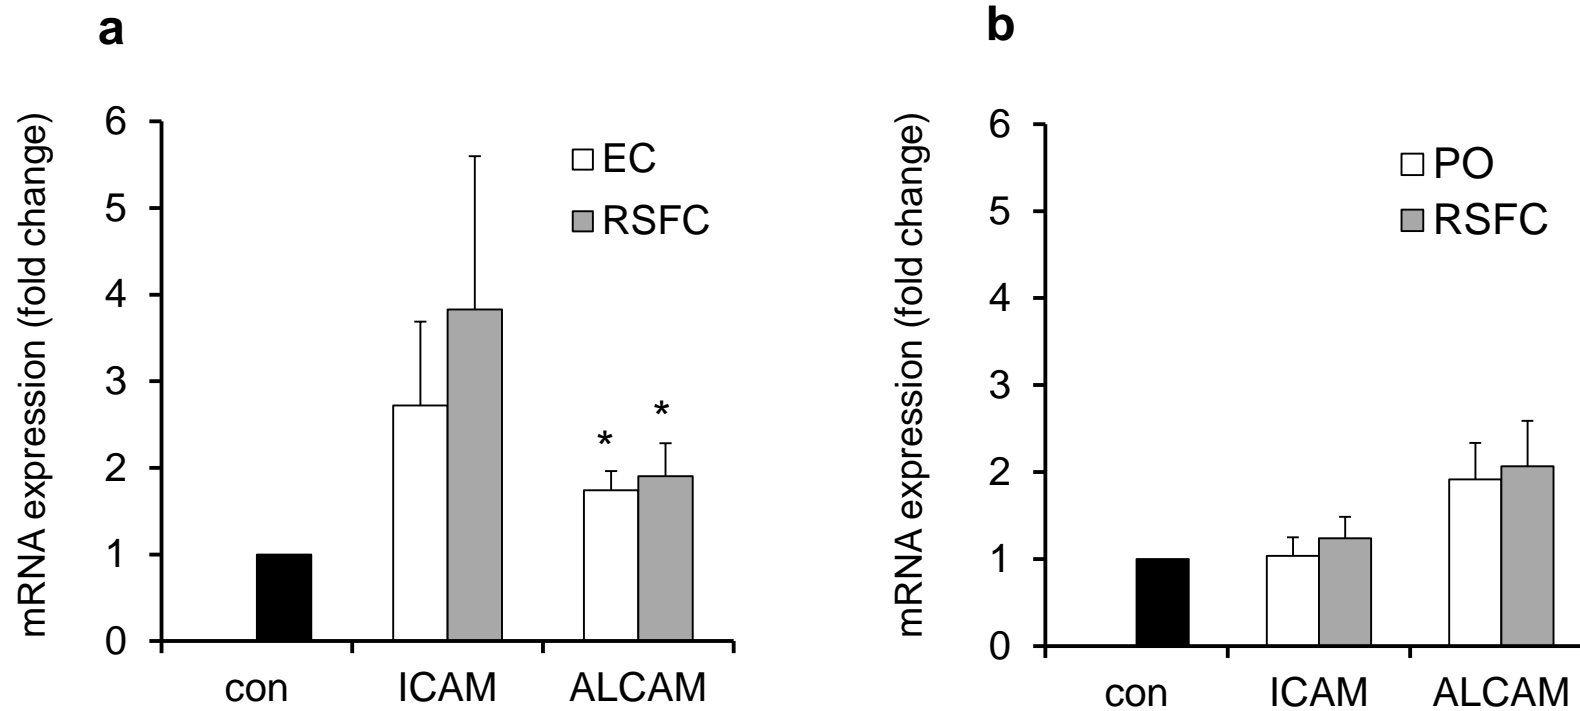 a
mRNA expression (fold change)
6
5
4
3
2
1
0
EC
RSFC
*
*
con
ICAM
ALCAM
b
mRNA expression (fold change)
6
5
4
3
2
1
0
PO
RSFC
con
ICAM
ALCAM